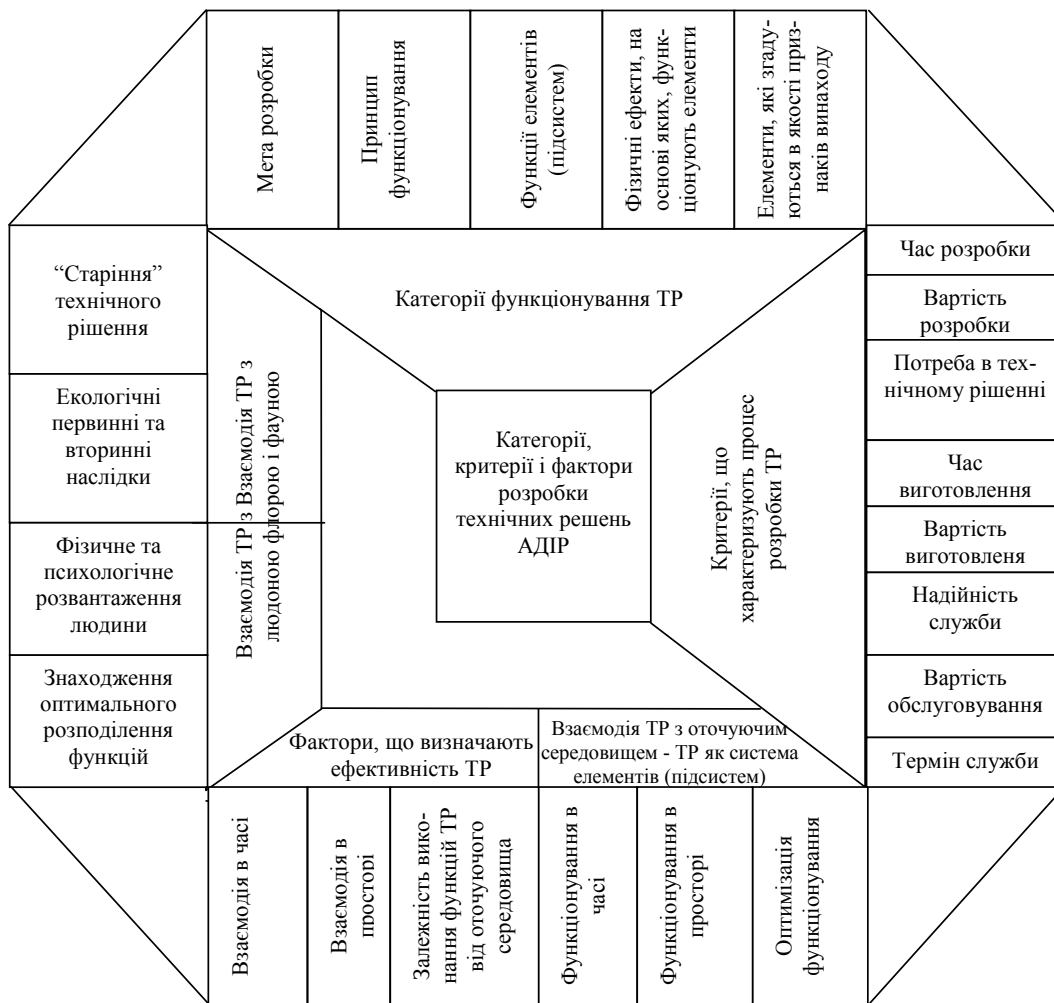 Мета розробки
Принцип
функціонування
Функції елементів
(підсистем)
Фізичні ефекти, на
основі яких, функ-
ціонують елементи
Елементи, які згаду-
ються в якості приз-
наків винаходу
“Старіння”
технічного
рішення
Екологічні
первинні та
вторинні
наслідки
Фізичне та
психологічне
розвантаження
людини
Знаходження
оптимального
розподілення
функцій
Категорії функціонування ТР
Взаємодія ТР з Взаємодія ТР з
людоною флорою і фауною
Категорії,
критерії і фактори
розробки
технічних решень
АДІР
Критерии, що
характеризують процес
розробки ТР
Фактори, що визначають
ефективність ТР
Взаємодія ТР з оточуючим
середовищем - ТР як система
елементів (підсистем)
Час розробки
Вартість
розробки
Потреба в тех-
нічному рішенні
Час
виготовлення
Вартість
виготовленя
Надійність
служби
Вартість
обслуговування
Термін служби
Взаємодія в часі
Взаємодія в
просторі
Залежність вико-
нання функцій ТР
від оточуючого
середовища
Функціонування в
часі
Функціонування в
просторі
Оптимізація
функціонування